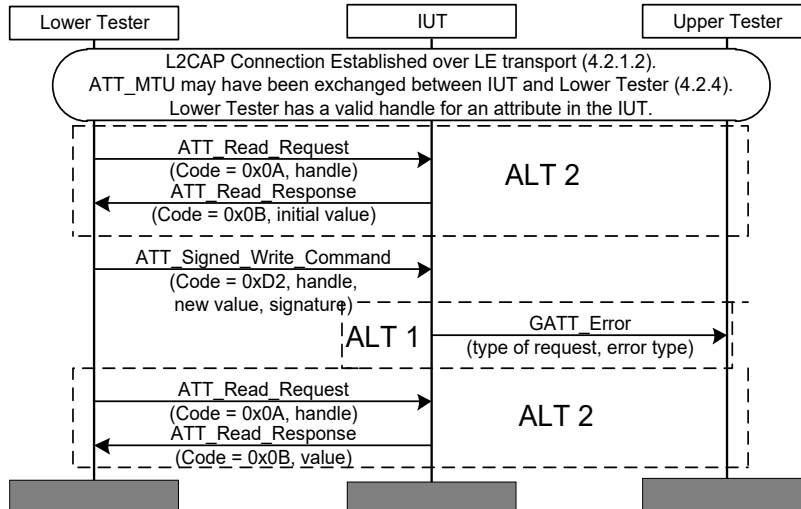 Lower Tester
IUT
Upper Tester
L2CAP Connection Established over LE transport (4.2.1.2).
ATT_MTU may have been exchanged between IUT and Lower Tester (4.2.4).
Lower Tester has a valid handle for an attribute in the IUT.
ATT_Read_Request
(Code = 0x0A, handle)
ATT_Read_Response
(Code = 0x0B, initial value)
ALT 2
ATT_Signed_Write_Command
(Code = 0xD2, handle,
new value, signature)
ALT 1
GATT_Error
(type of request, error type)
ATT_Read_Request
(Code = 0x0A, handle)
ATT_Read_Response
(Code = 0x0B, value)
ALT 2